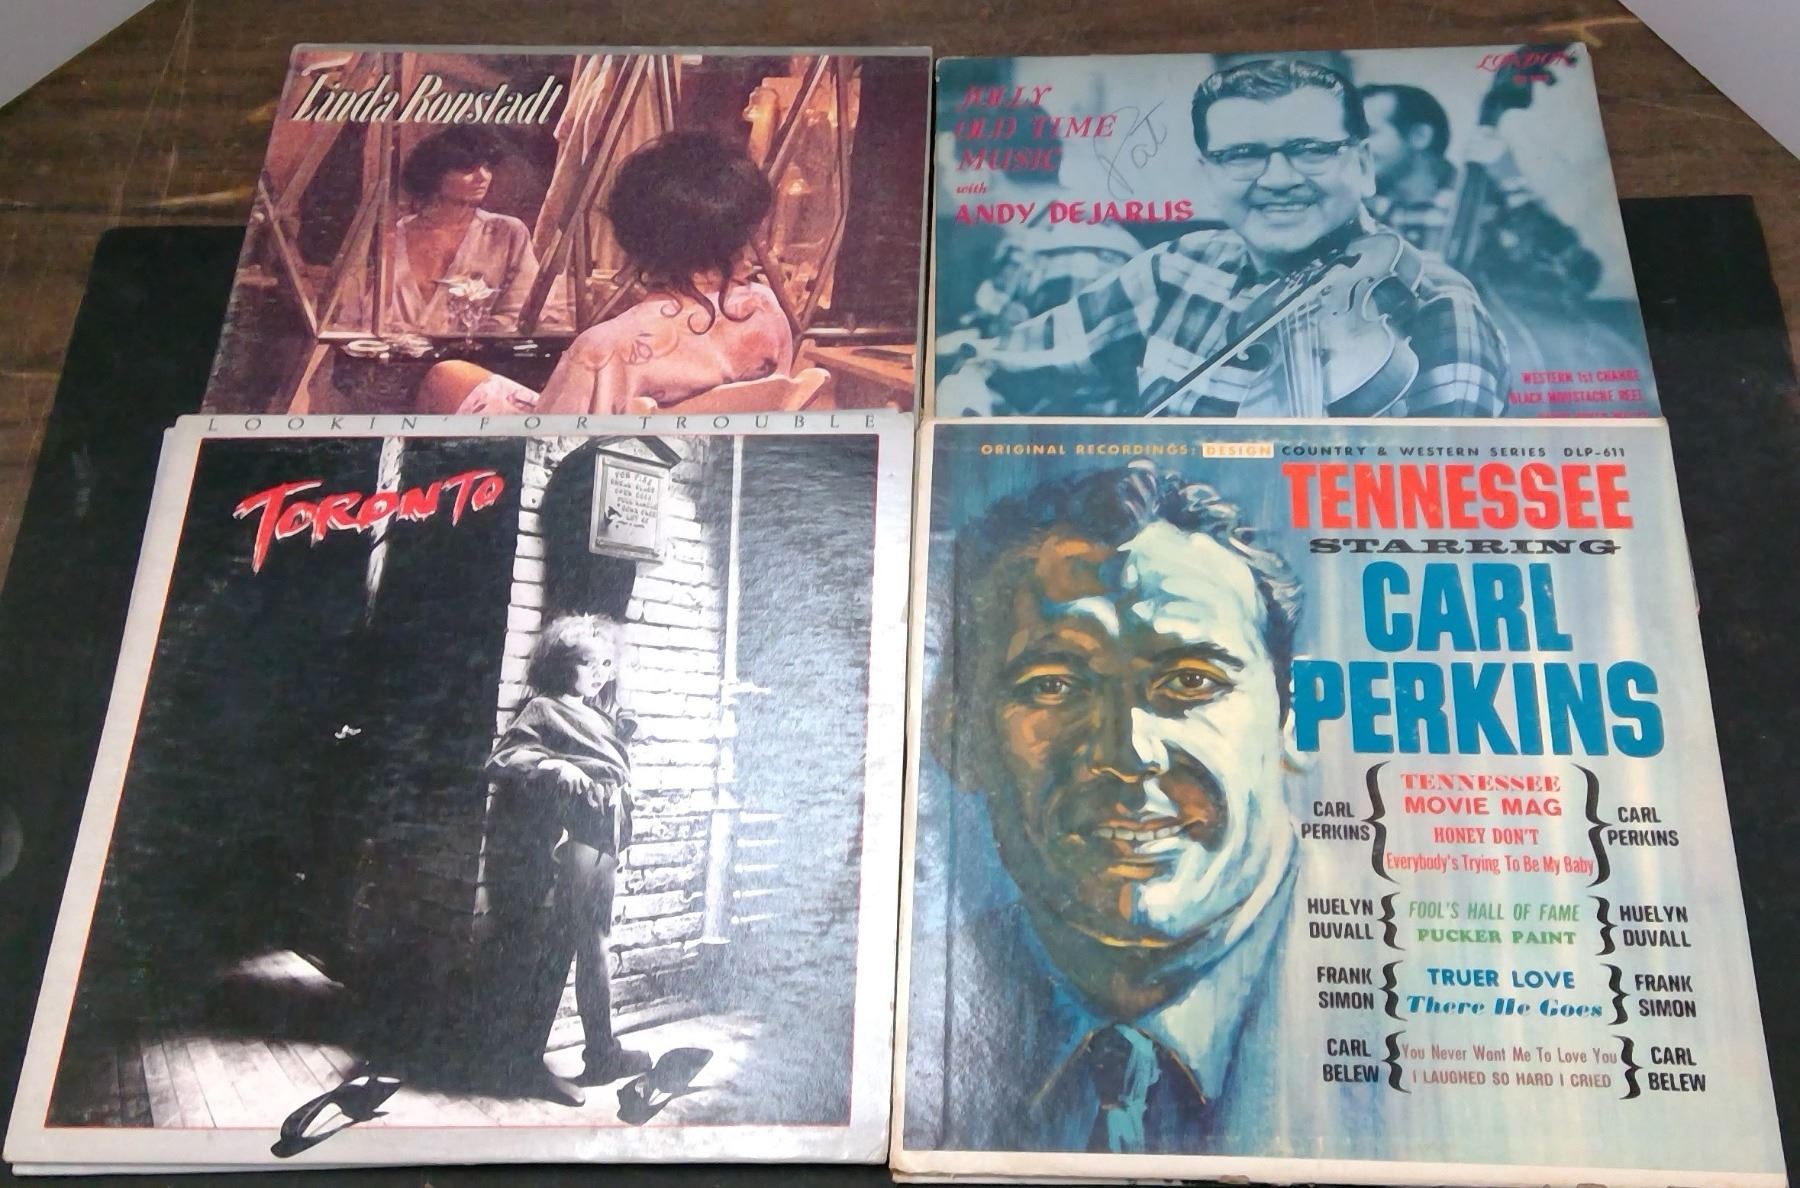 Linda Ronstadt
LONDON
JOLLY
OLD TIME
MUSIC
with
ANDY DEJARLIS
Pat
WESTERN 1st CHANGE
BLACK MOUSTACHE REEL
LOOKIN' FOR TROUBLE
TORONTO
ORIGINAL RECORDINGS: DESIGN COUNTRY & WESTERN SERIES DLP-611
TENNESSEE
STARRING
CARL
PERKINS
CARL PERKINS
TENNESSEE
MOVIE MAG
HONEY DON'T
Everybody's Trying To Be My Baby
CARL PERKINS
HUELYN DUVALL
FOOL'S HALL OF FAME
PUCKER PAINT
HUELYN DUVALL
FRANK SIMON
TRUER LOVE
There He Goes
FRANK SIMON
CARL BELEW
You Never Want Me To Love You
I LAUGHED SO HARD I CRIED
CARL BELEW